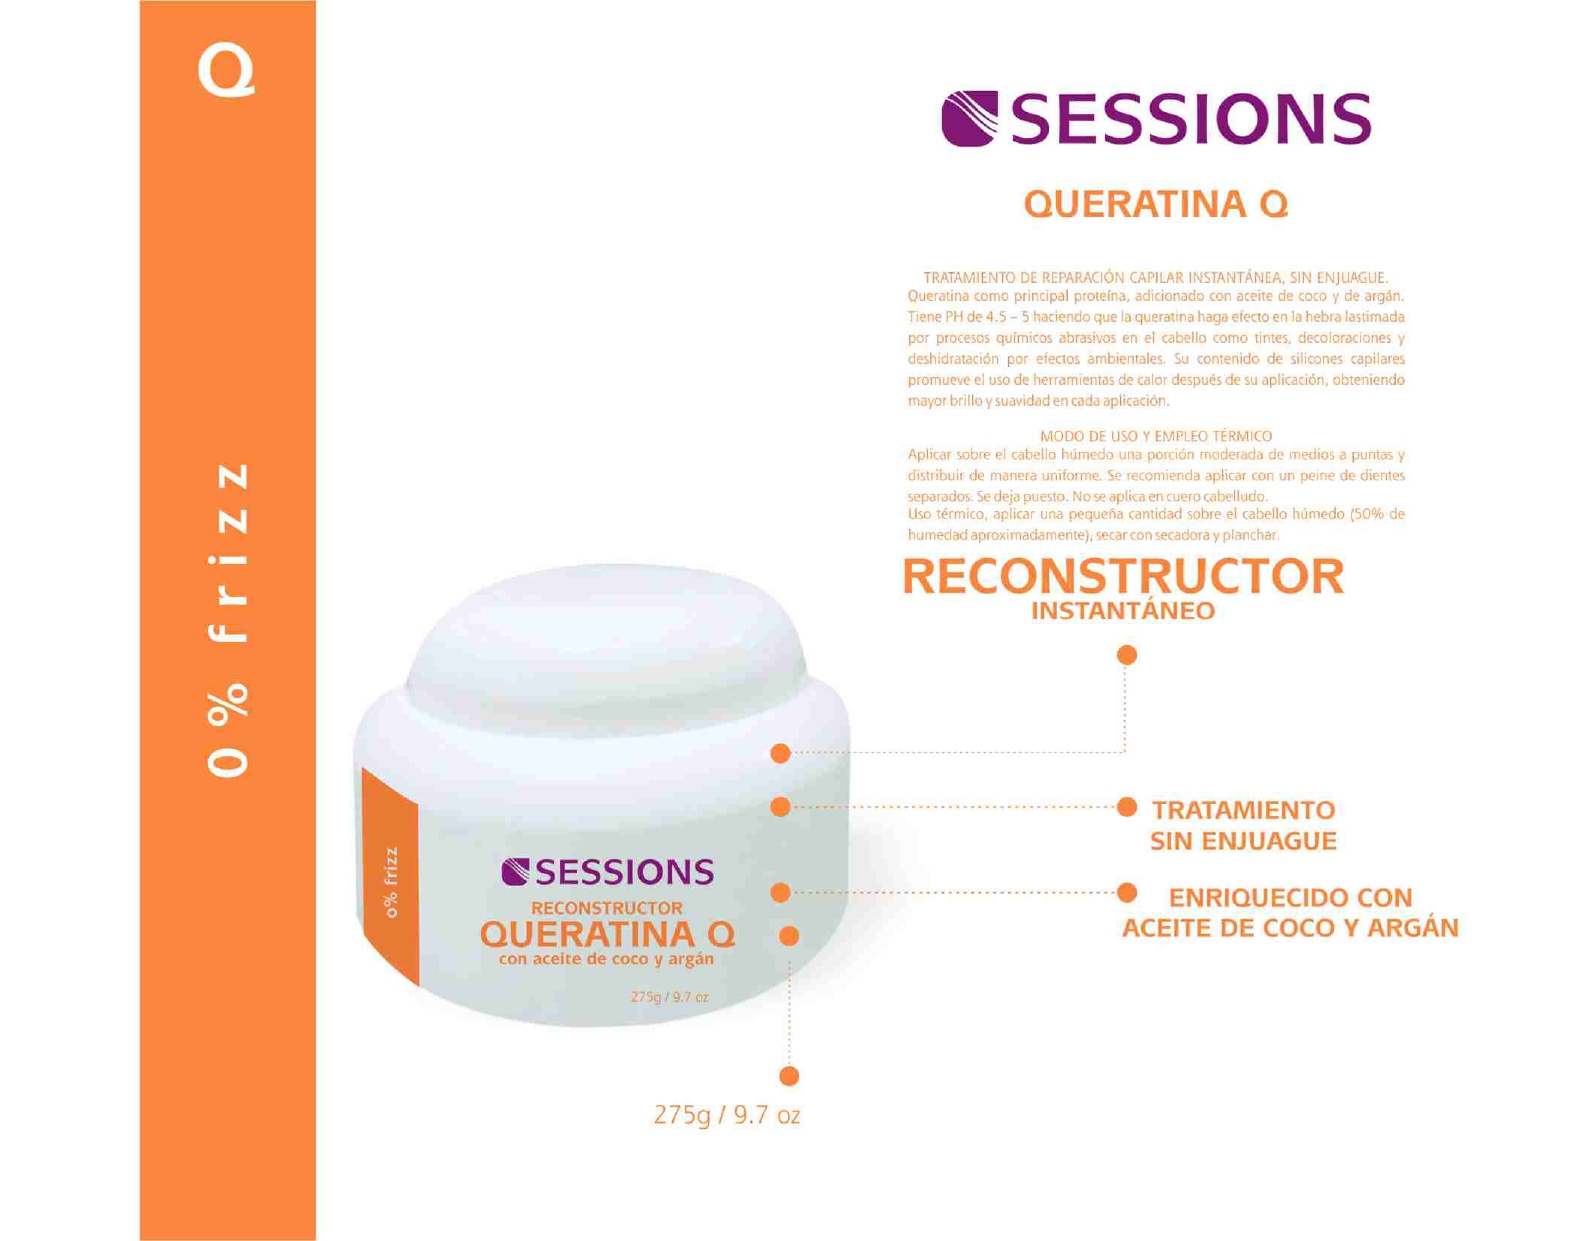 Q
0% frizz
SESSIONS
QUERATINA Q
TRATAMIENTO DE REPARACIÓN CAPILAR INSTANTÁNEA, SIN ENJUAGUE.
Queratina como principal proteína, adicionado con aceite de coco y de argán.
Tiene PH de 4.5 – 5 haciendo que la queratina haga efecto en la hebra lastimada
por procesos químicos abrasivos en el cabello como tintes, decoloraciones y
deshidratación por efectos ambientales. Su contenido de silicones capilares
promueve el uso de herramientas de calor después de su aplicación, obteniendo
mayor brillo y suavidad en cada aplicación.
MODO DE USO Y EMPLEO TÉRMICO
Aplicar sobre el cabello húmedo una porción moderada de medios a puntas y
distribuir de manera uniforme. Se recomienda aplicar con un peine de dientes
separados. Se deja puesto. No se aplica en cuero cabelludo.
Uso térmico, aplicar una pequeña cantidad sobre el cabello húmedo (50% de
humedad aproximadamente), secar con secadora y planchar.
RECONSTRUCTOR
INSTANTÁNEO
TRATAMIENTO
SIN ENJUAGUE
ENRIQUECIDO CON
ACEITE DE COCO Y ARGÁN
0% frizz
SESSIONS
RECONSTRUCTOR
QUERATINA Q
con aceite de coco y argán
275g / 9.7 oz
275g / 9.7 oz